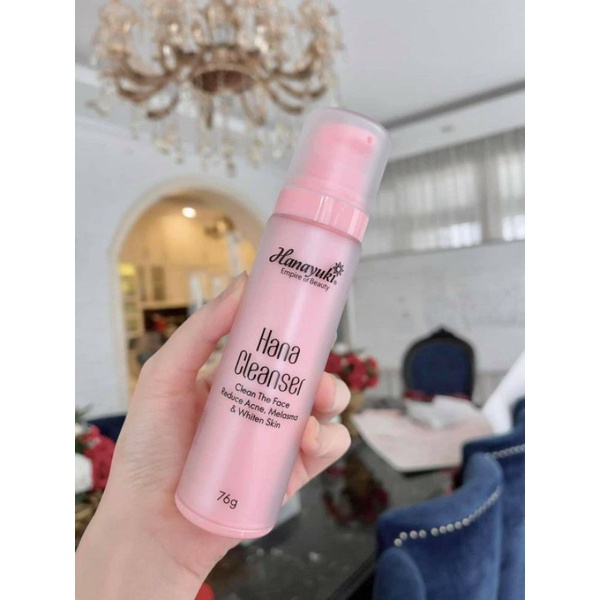 Hanayuki®
Empire of Beauty
Hana
Cleanser
Clean The Face
Reduce Acne, Melasma
& Whiten Skin
76g